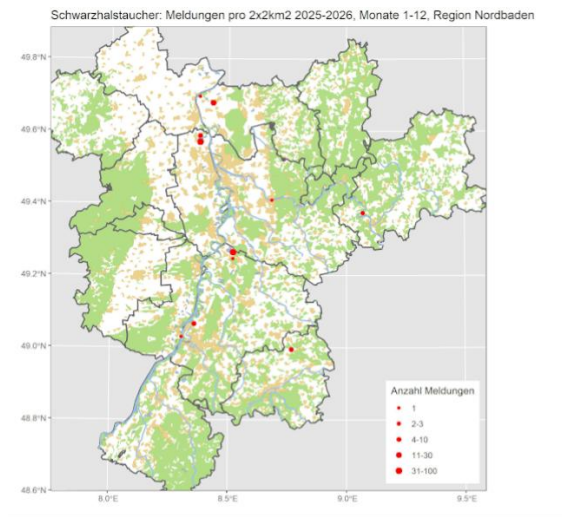 Schwarzhalstaucher: Meldungen pro 2x2km2 2025-2026, Monate 1-12, Region Nordbaden
49.8°N
49.6°N
49.4°N
49.2°N
49.0°N
48.8°N
48.6°N
8.0°E
8.5°E
9.0°E
9.5°E
Anzahl Meldungen
1
2-3
4-10
11-30
31-100